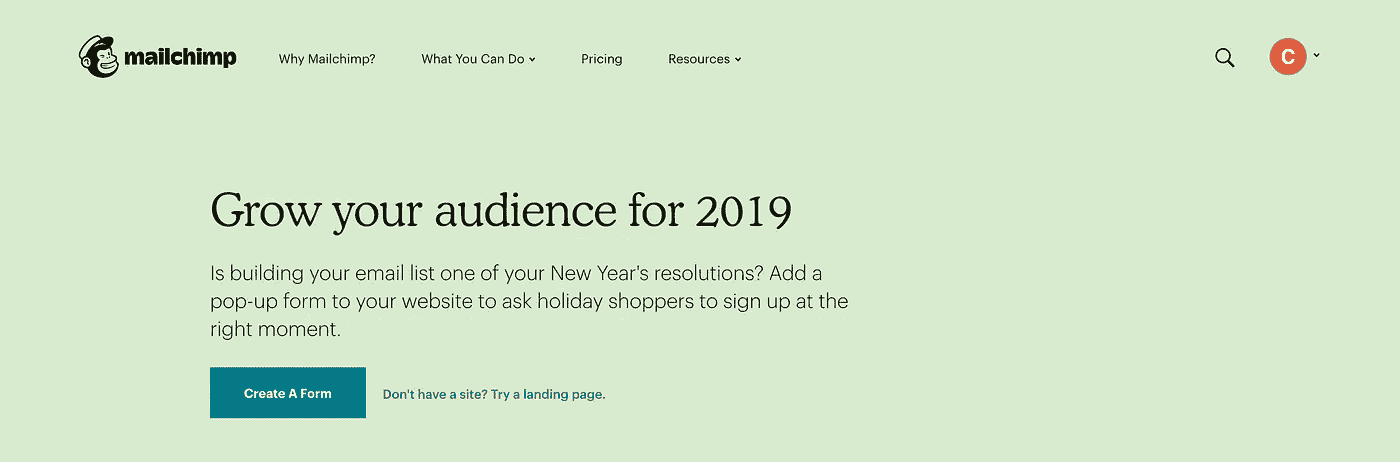 mailchimp Why Mailchimp? What You Can Do Pricing Resources C
Grow your audience for 2019
Is building your email list one of your New Year's resolutions? Add a
pop-up form to your website to ask holiday shoppers to sign up at the
right moment.
Create A Form Don't have a site? Try a landing page.